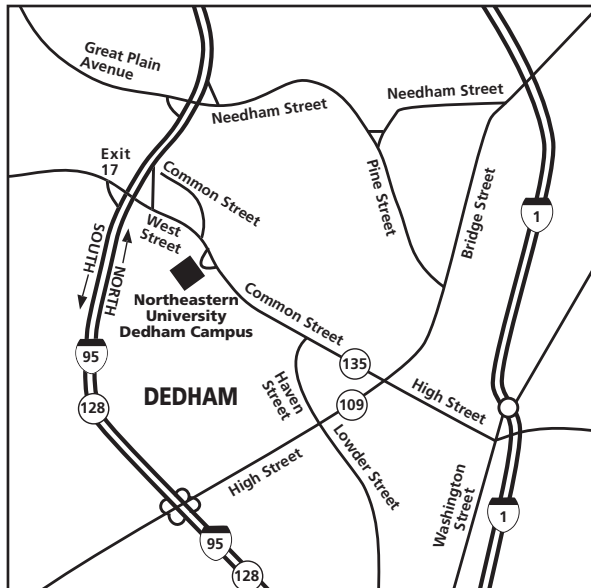 Great Plain
Avenue
Needham Street
Needham Street
Exit
17
Common Street
Pine Street
Bridge Street
West
Street
1
SOUTH
NORTH
Northeastern
University
Dedham Campus
Common Street
95
135
128
DEDHAM
Haven
Street
109
High Street
Lowder Street
High Street
Washington
Street
1
95
128